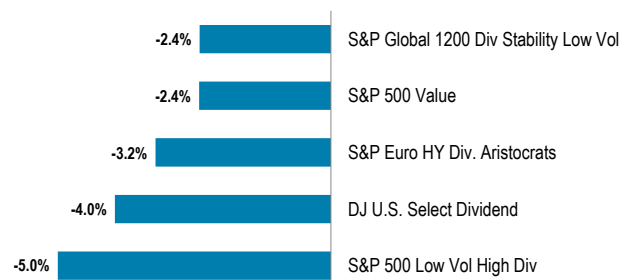 -2.4% S&P Global 1200 Div Stability Low Vol
-2.4% S&P 500 Value
-3.2% S&P Euro HY Div. Aristocrats
-4.0% DJ U.S. Select Dividend
-5.0% S&P 500 Low Vol High Div